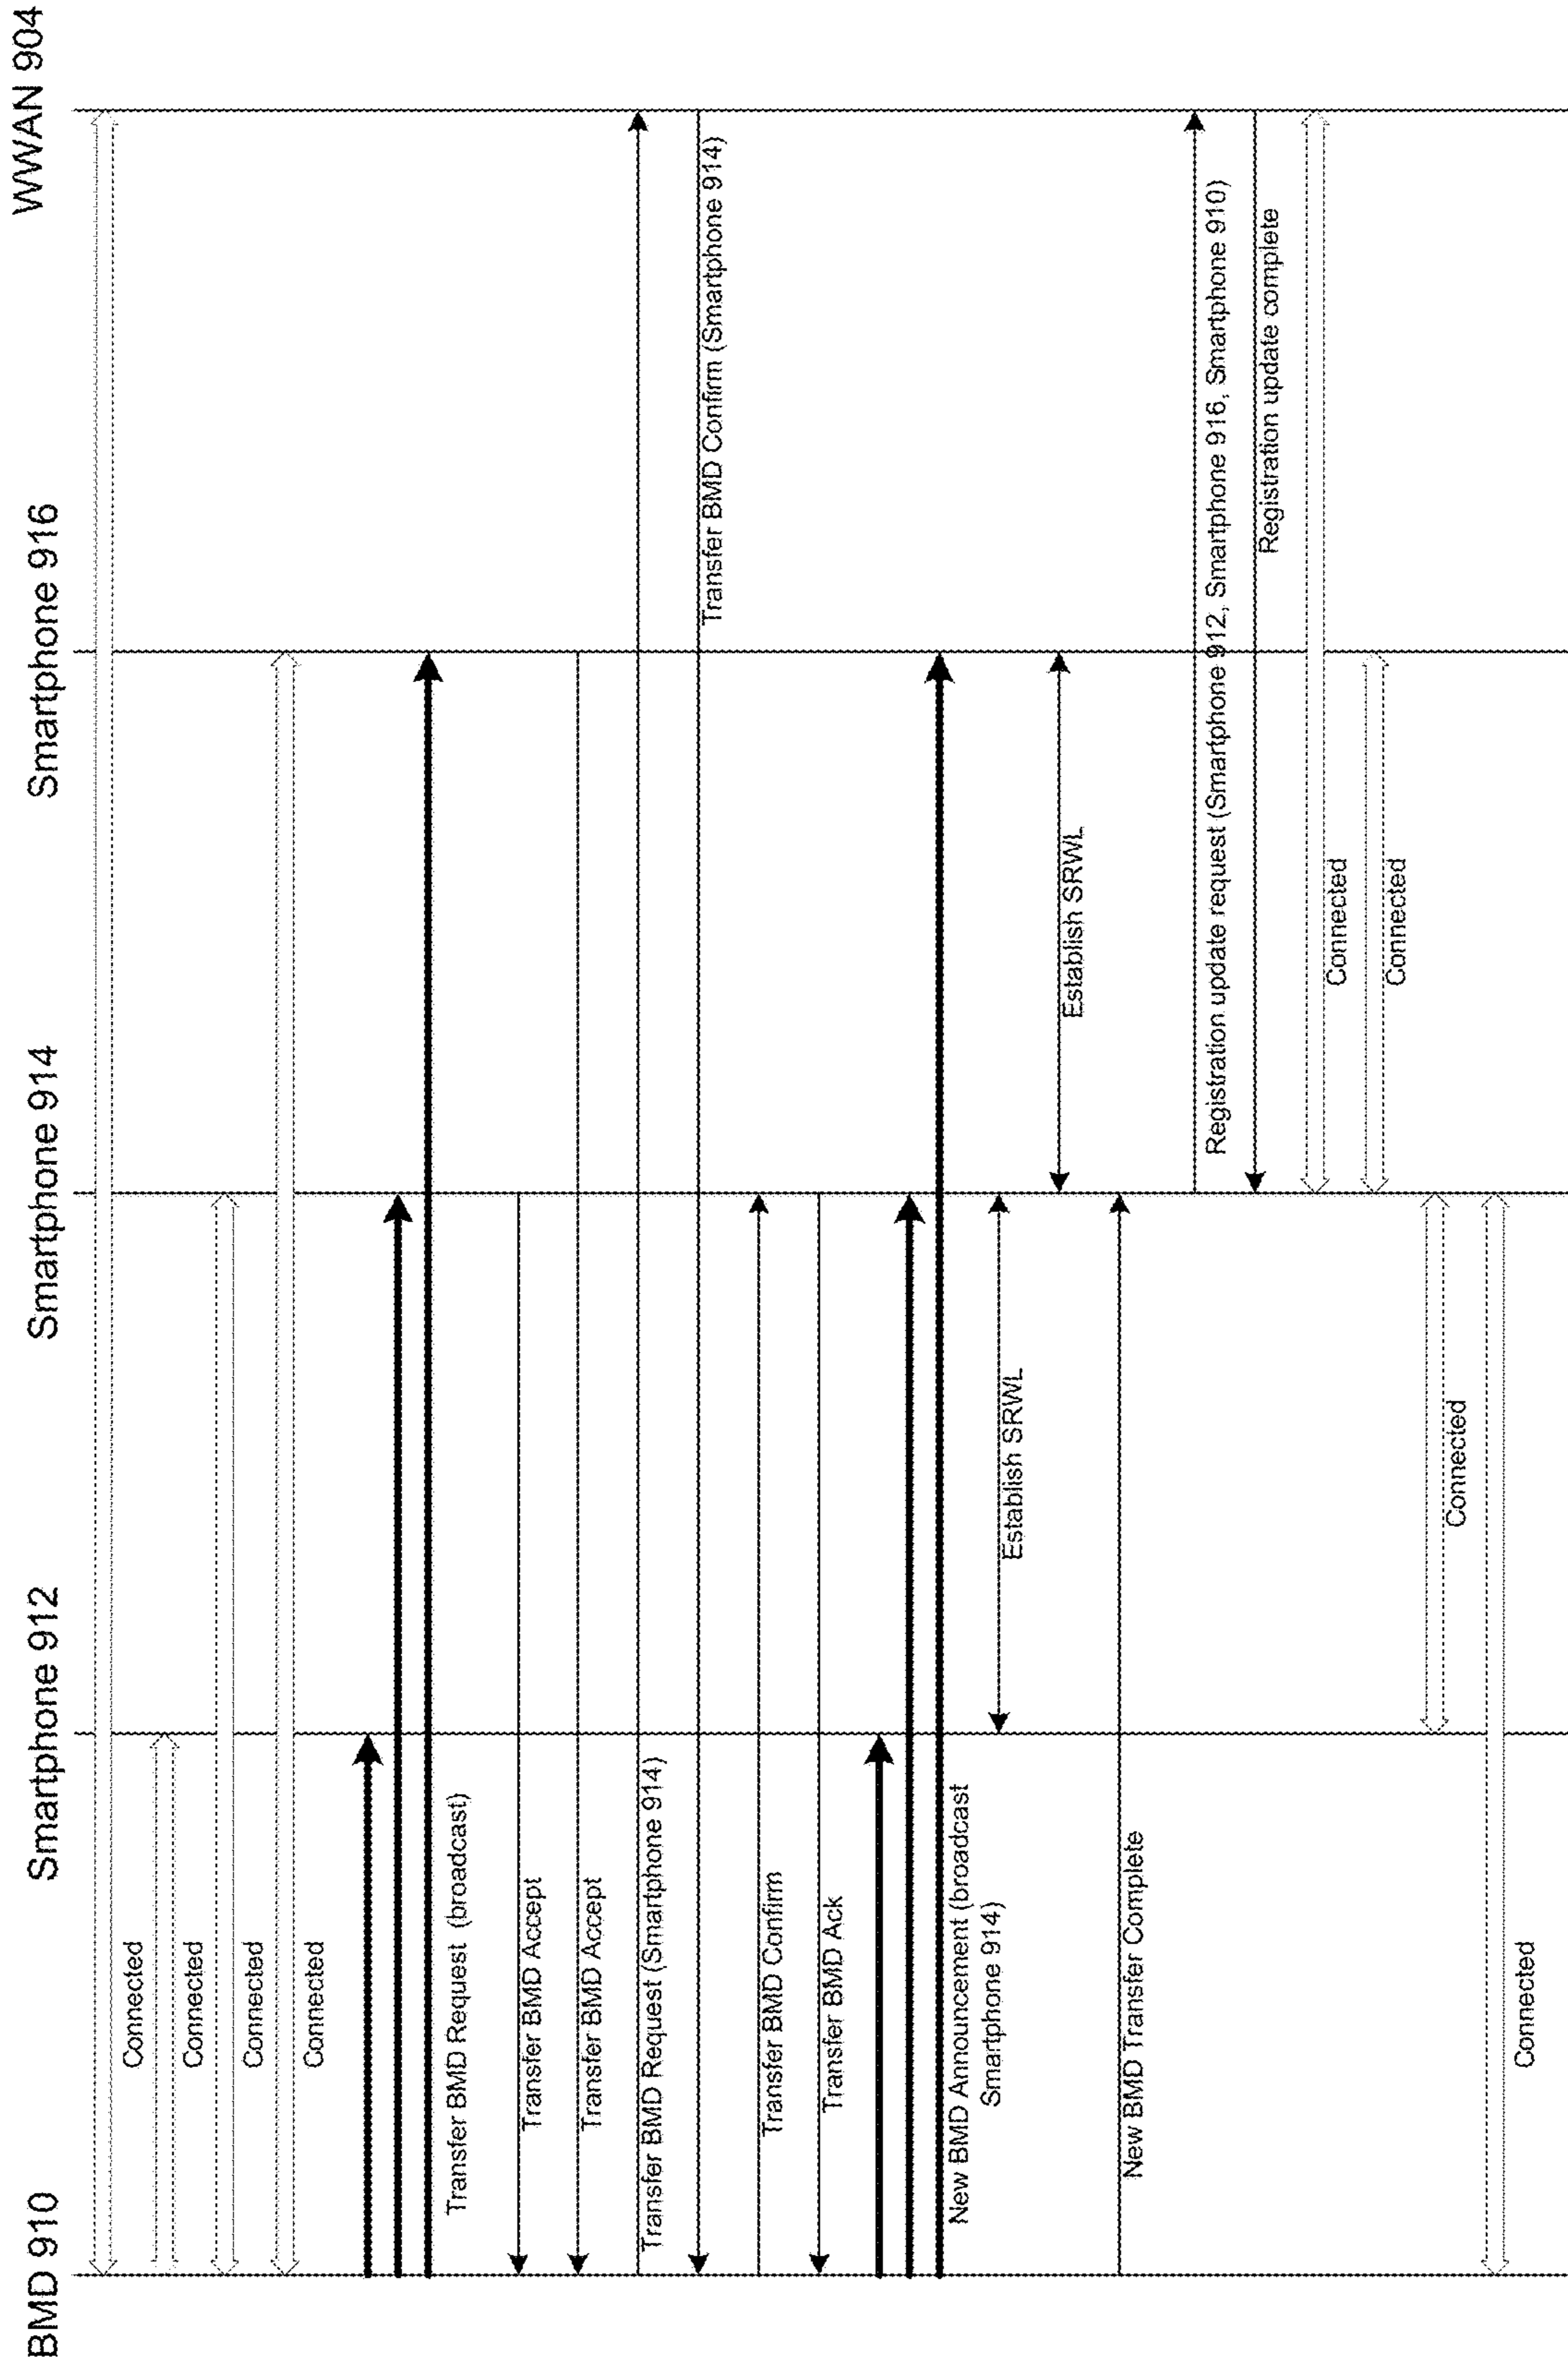 BMD 910
Smartphone 912
Smartphone 914
Smartphone 916
WWAN 904
Connected
Connected
Connected
Connected
Transfer BMD Request (broadcast)
Transfer BMD Accept
Transfer BMD Accept
Transfer BMD Request (Smartphone 914)
Transfer BMD Confirm (Smartphone 914)
Transfer BMD Confirm
Transfer BMD Ack
New BMD Announcement (broadcast
Smartphone 914)
Establish SRWL
Establish SRWL
New BMD Transfer Complete
Registration update request (Smartphone 912, Smartphone 916, Smartphone 910)
Registration update complete
Connected
Connected
Connected
Connected